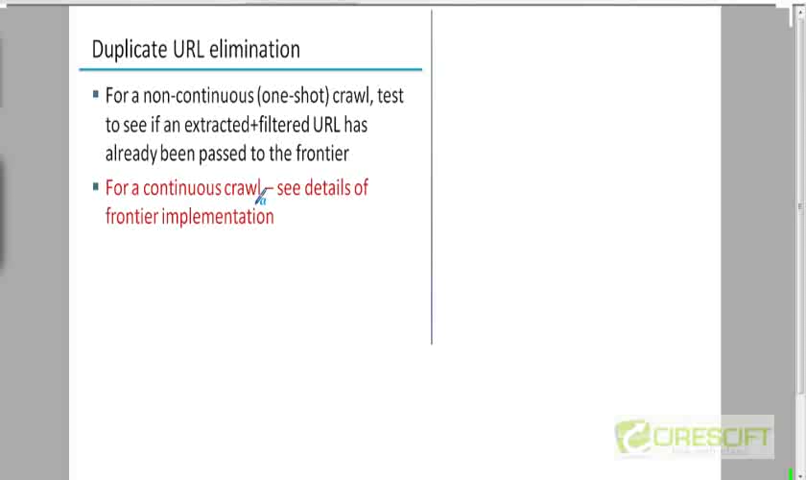 Duplicate URL elimination
▪ For a non-continuous (one-shot) crawl, test
to see if an extracted+filtered URL has
already been passed to the frontier
▪ For a continuous crawl – see details of
frontier implementation
CIRESCIFT